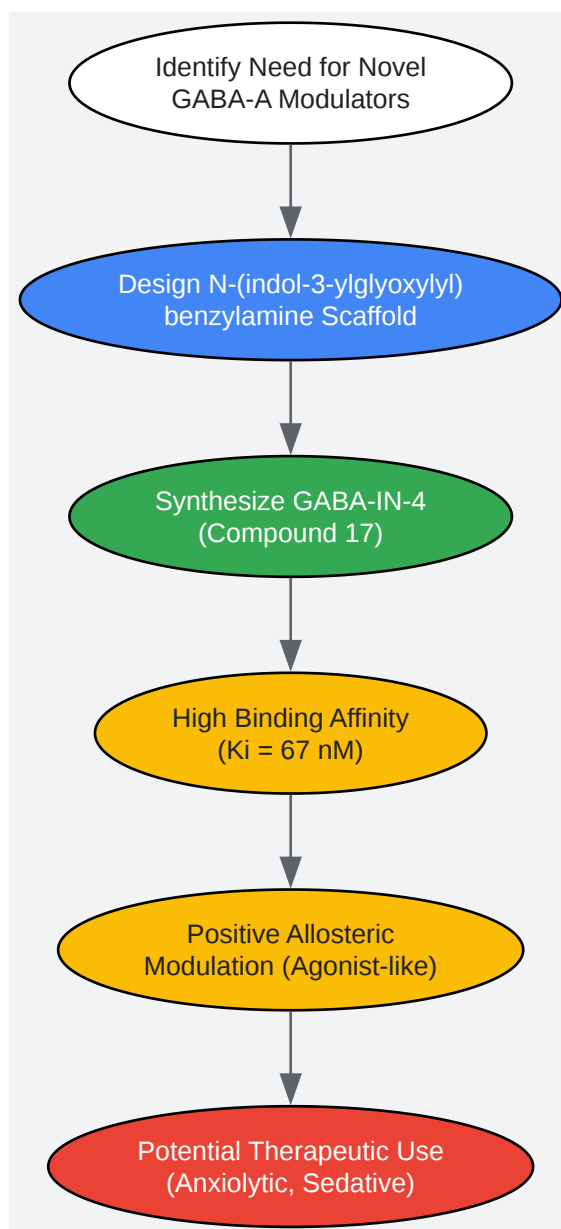 Identify Need for Novel
GABA-A Modulators
Design N-(indol-3-ylglyoxylyl)
benzylamine Scaffold
Synthesize GABA-IN-4
(Compound 17)
High Binding Affinity
(Ki = 67 nM)
Positive Allosteric
Modulation (Agonist-like)
Potential Therapeutic Use
(Anxiolytic, Sedative)